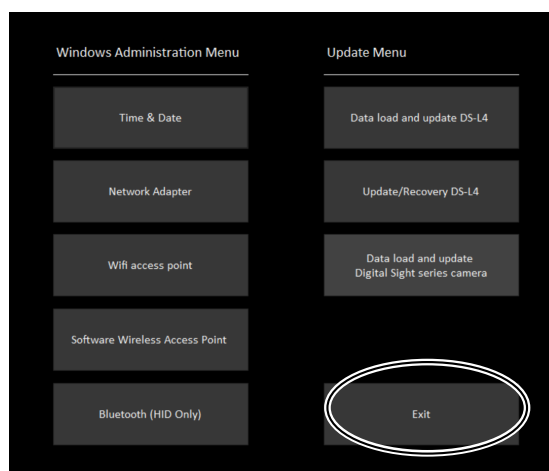 Windows Administration Menu
Time & Date
Network Adapter
Wifi access point
Software Wireless Access Point
Bluetooth (HID Only)
Update Menu
Data load and update DS-L4
Update/Recovery DS-L4
Data load and update
Digital Sight series camera
Exit